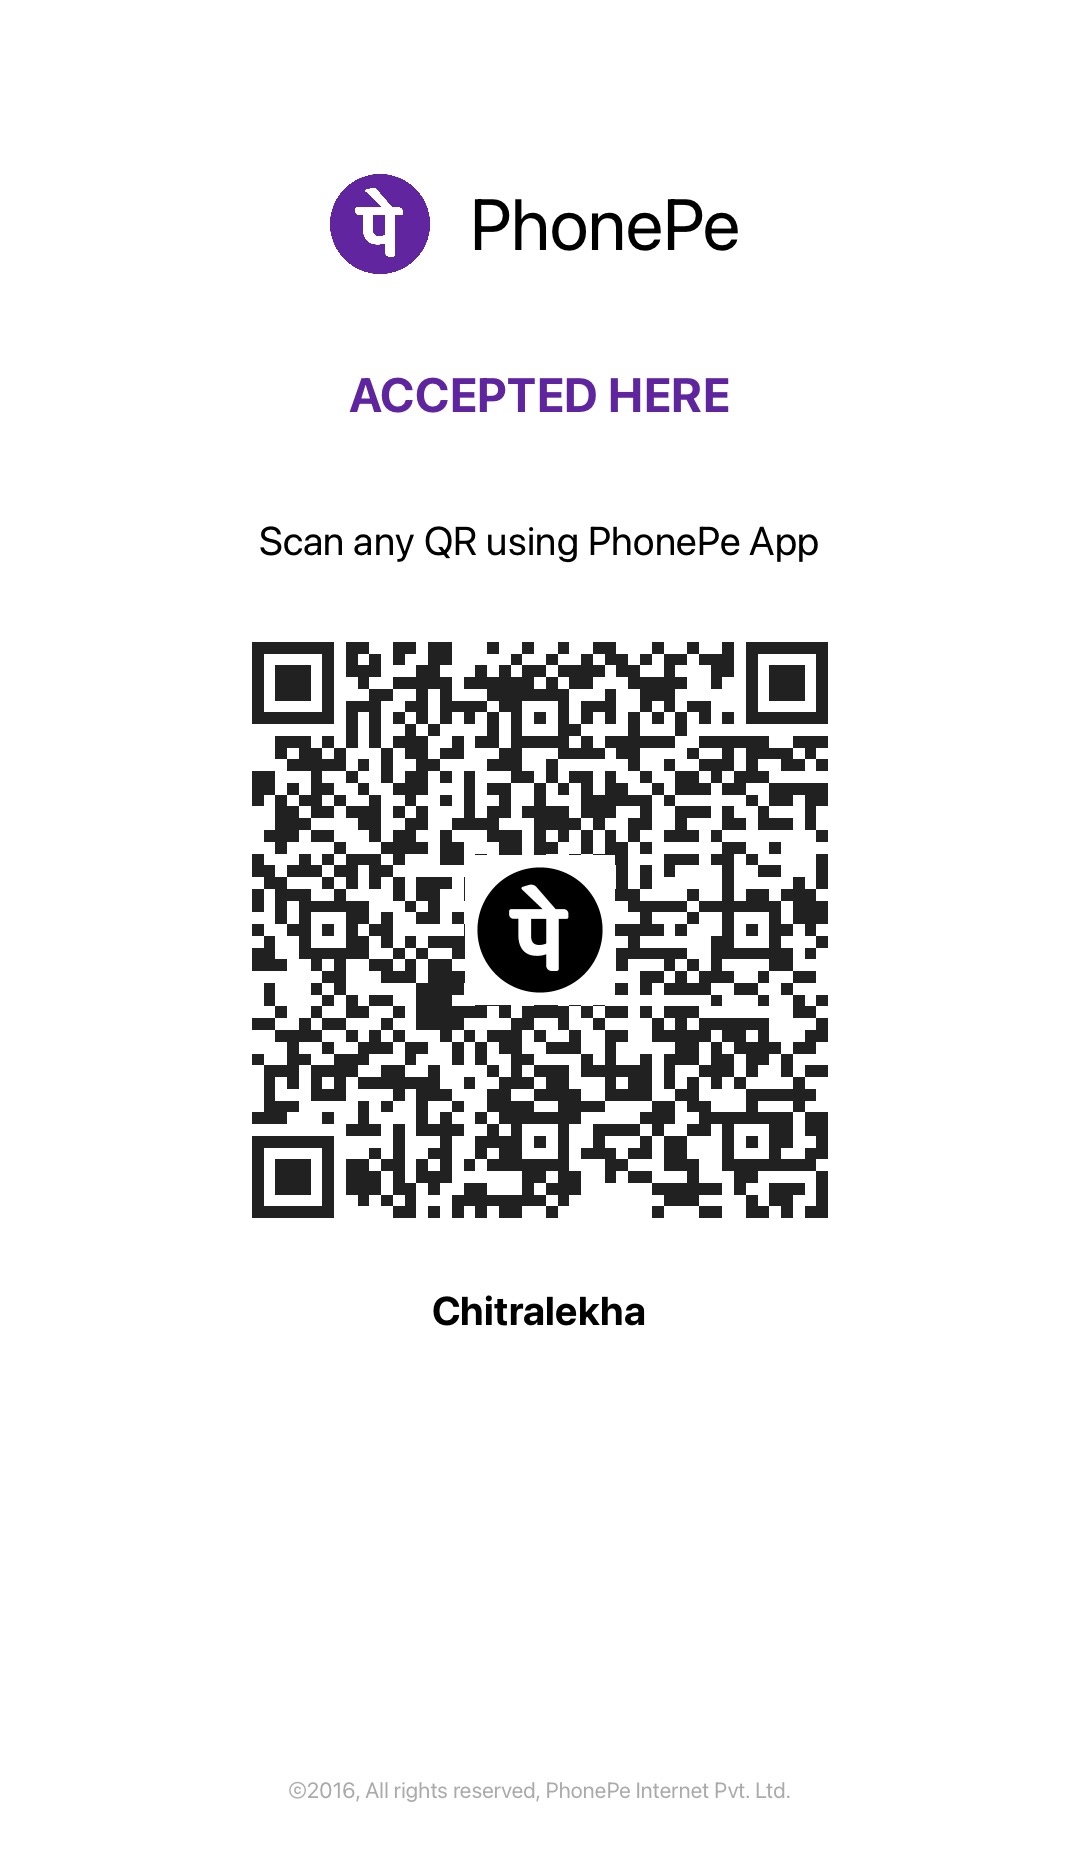 पे PhonePe
ACCEPTED HERE
Scan any QR using PhonePe App
पे
Chitralekha
©2016, All rights reserved, PhonePe Internet Pvt. Ltd.